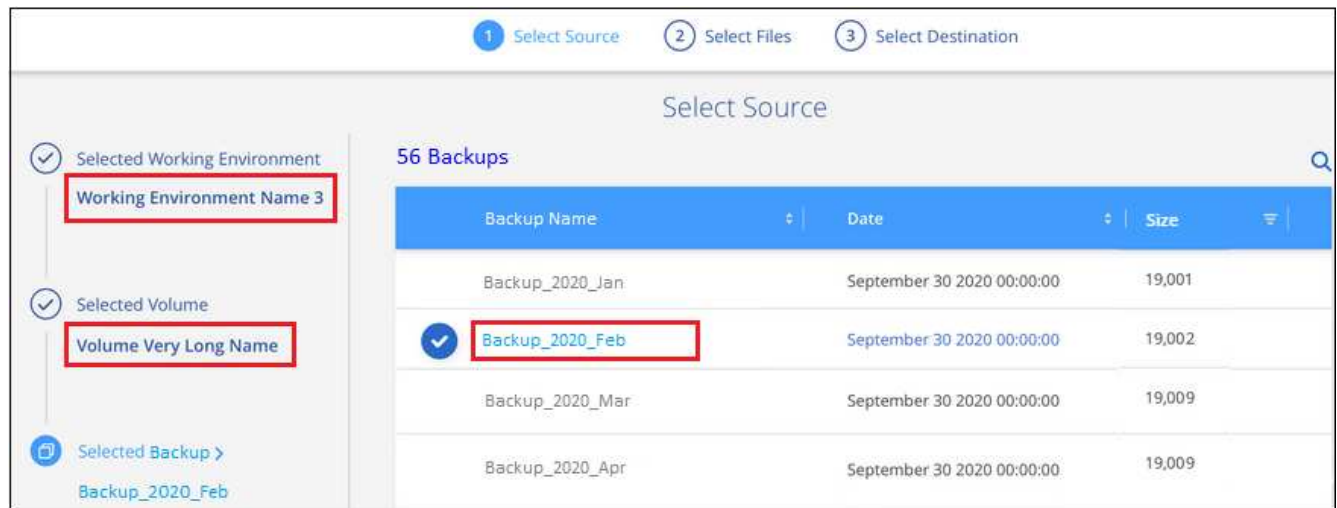 1 Select Source 2 Select Files 3 Select Destination
Select Source
Selected Working Environment
Working Environment Name 3
Selected Volume
Volume Very Long Name
Selected Backup >
Backup_2020_Feb
56 Backups
Backup Name Date Size
Backup_2020_Jan September 30 2020 00:00:00 19,001
Backup_2020_Feb September 30 2020 00:00:00 19,002
Backup_2020_Mar September 30 2020 00:00:00 19,009
Backup_2020_Apr September 30 2020 00:00:00 19,009